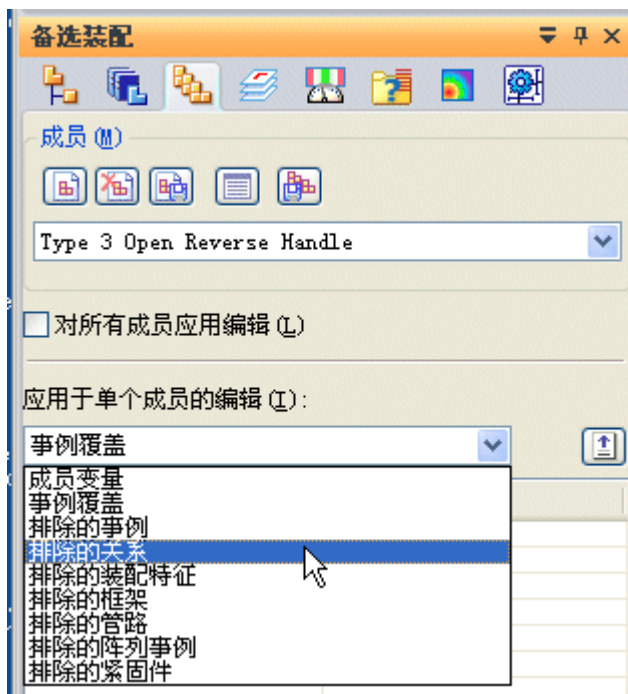 备选装配
成员(M)
Type 3 Open Reverse Handle
对所有成员应用编辑(L)
应用于单个成员的编辑(I):
事例覆盖
成员变量
事例覆盖
排除的事例
排除的关系
排除的装配特征
排除的框架
排除的管路
排除的阵列事例
排除的紧固件